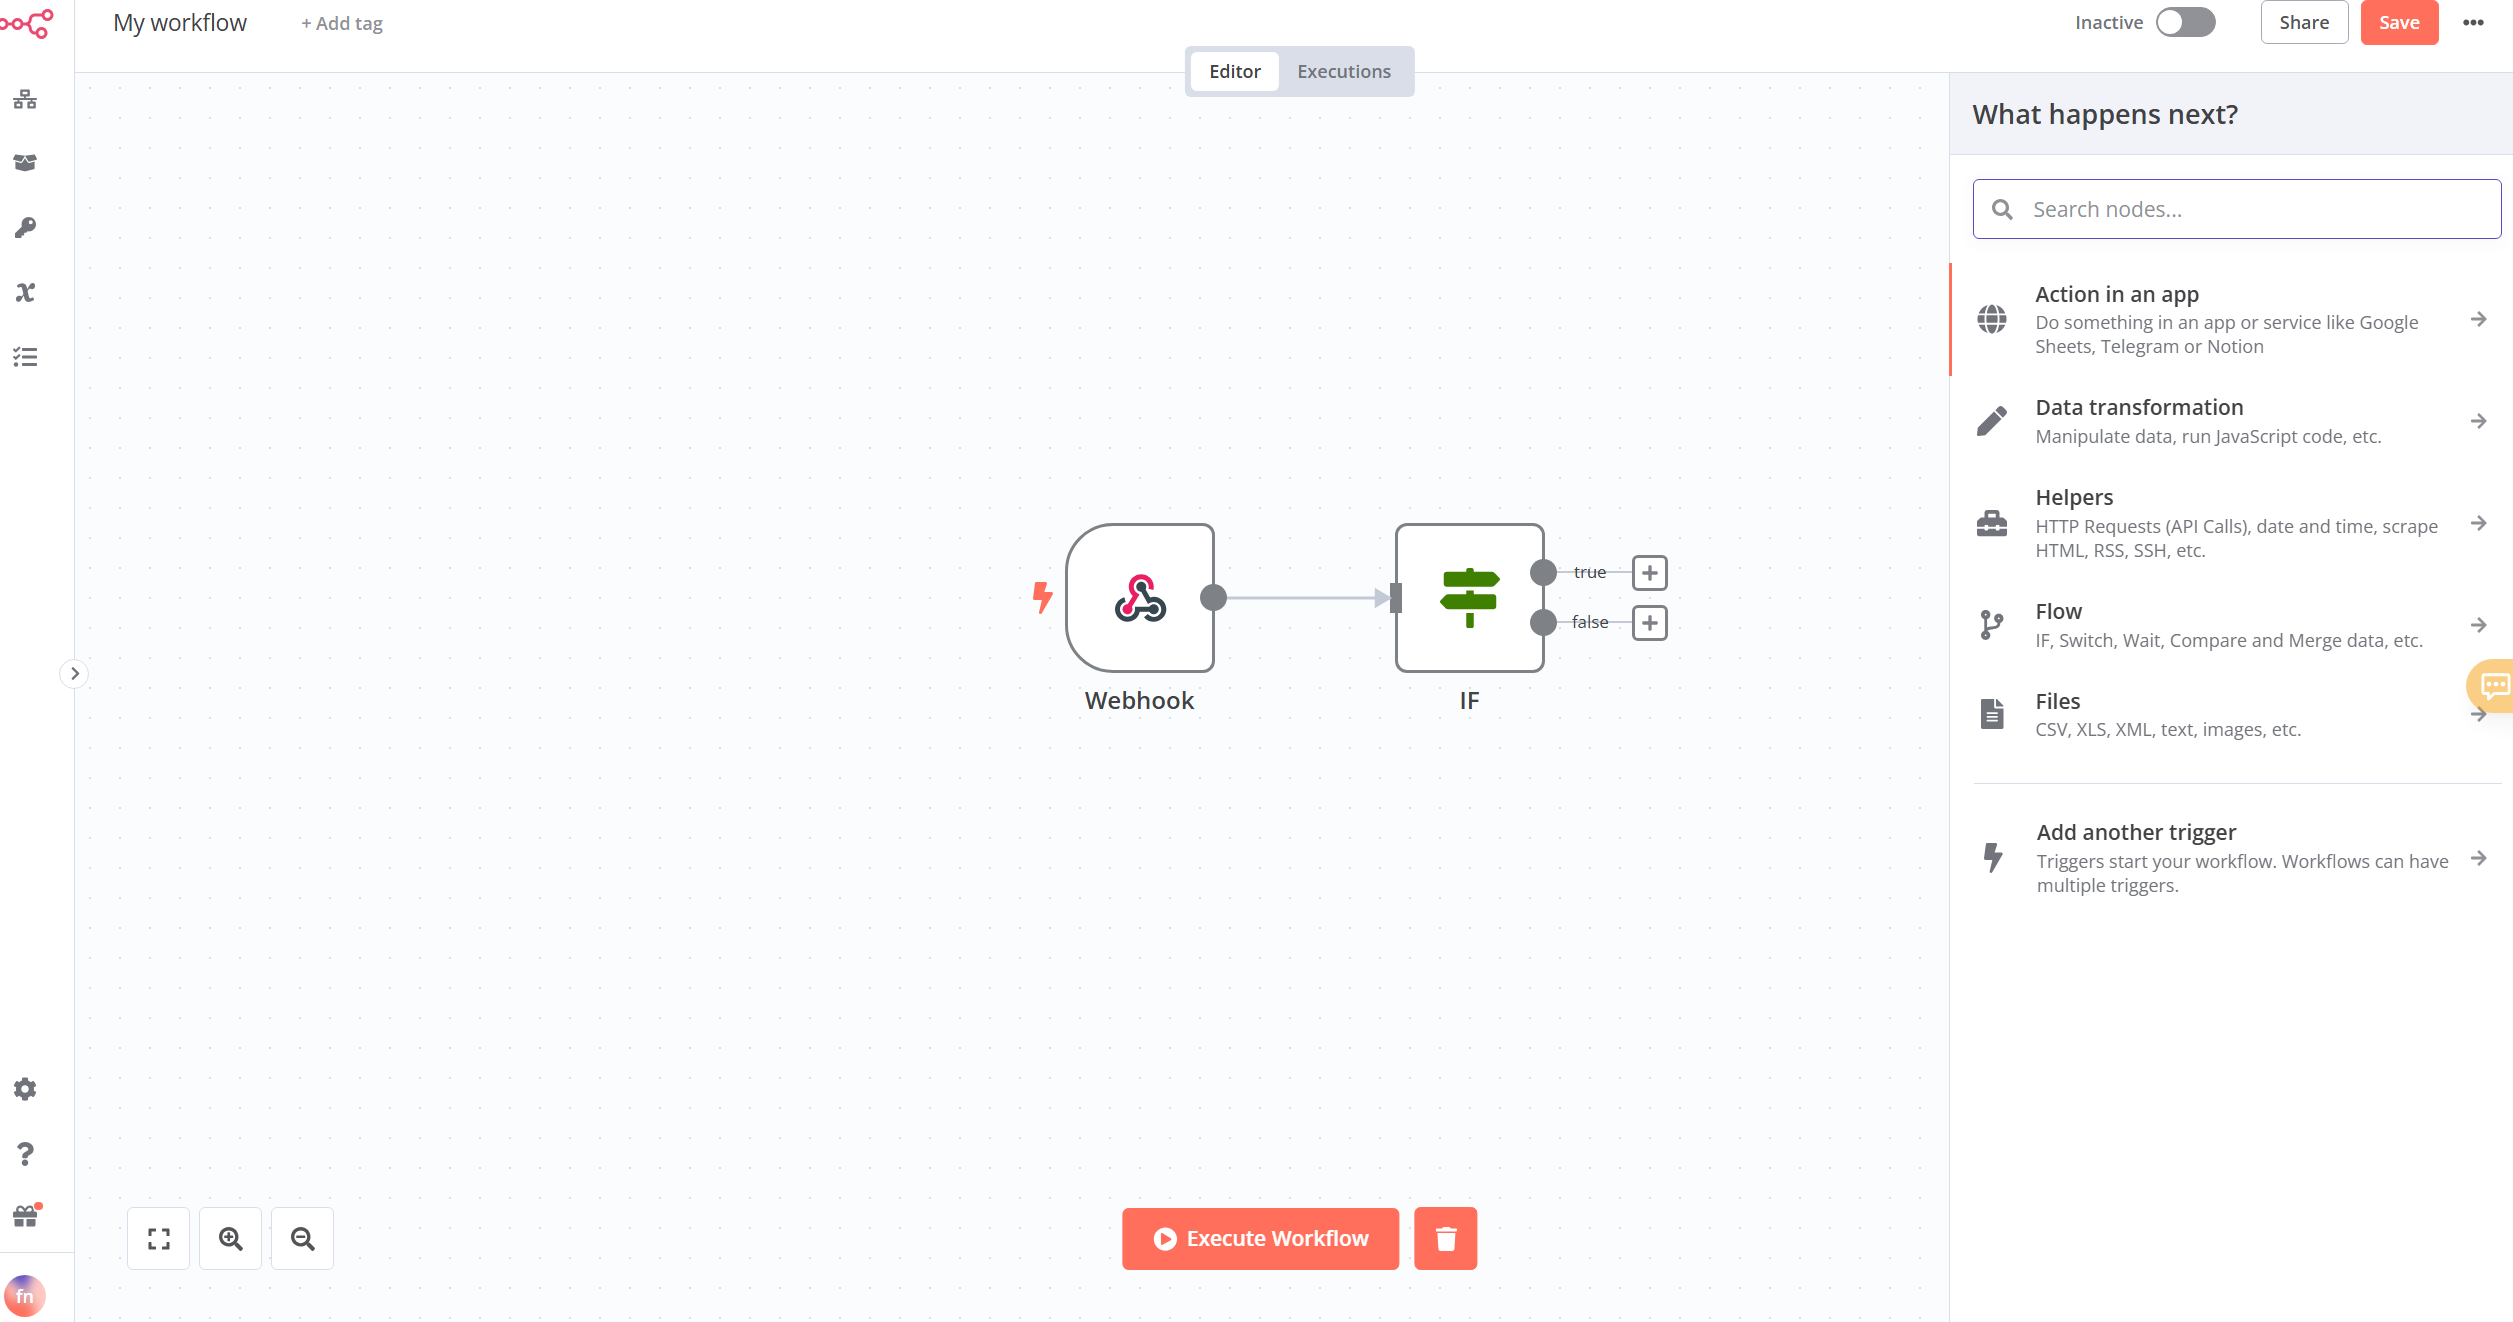 My workflow
+ Add tag
Inactive
Share
Save
Editor
Executions
What happens next?
Search nodes...
Action in an app
Do something in an app or service like Google
Sheets, Telegram or Notion
Data transformation
Manipulate data, run JavaScript code, etc.
Helpers
HTTP Requests (API Calls), date and time, scrape
HTML, RSS, SSH, etc.
Flow
IF, Switch, Wait, Compare and Merge data, etc.
Files
CSV, XLS, XML, text, images, etc.
Add another trigger
Triggers start your workflow. Workflows can have
multiple triggers.
true
false
Webhook
IF
Execute Workflow
fn